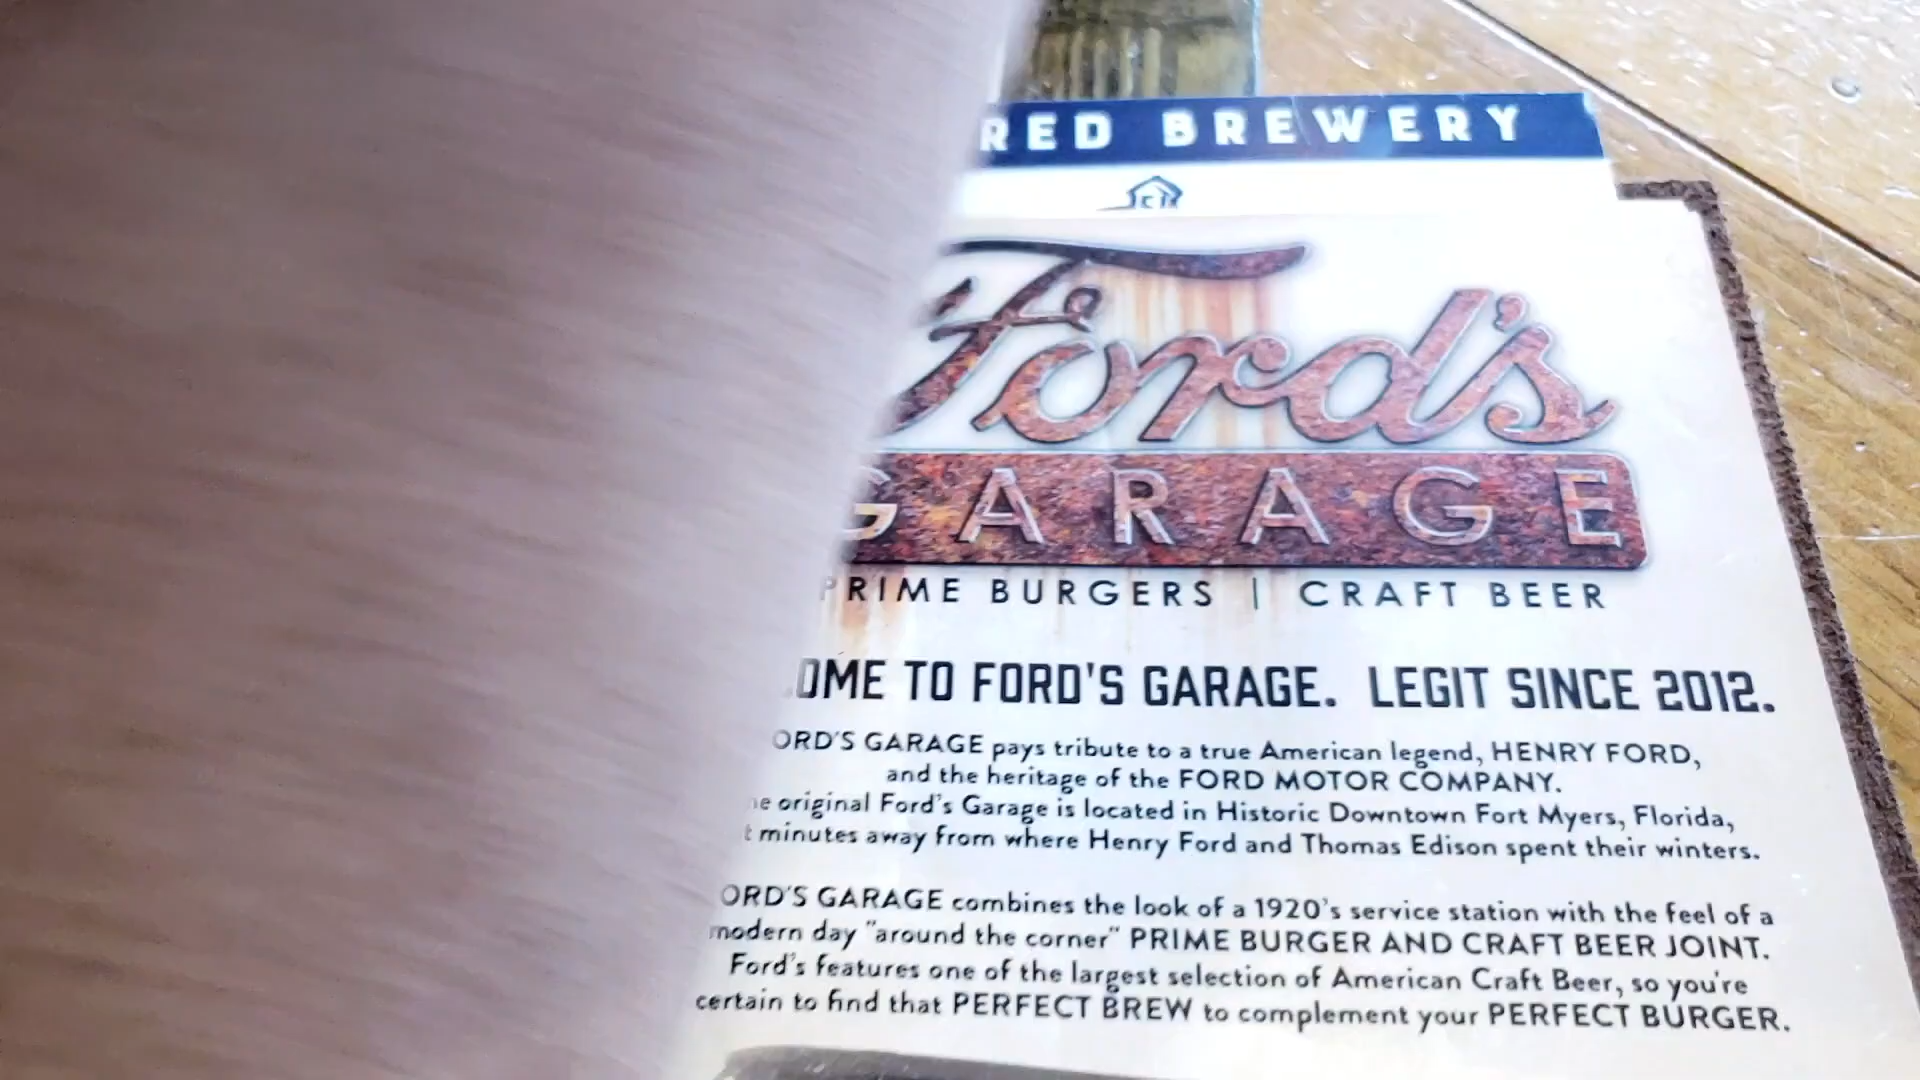 RED BREWERY
Ford's
GARAGE
PRIME BURGERS | CRAFT BEER
OME TO FORD'S GARAGE. LEGIT SINCE 2012.
ORD'S GARAGE pays tribute to a true American legend, HENRY FORD,
and the heritage of the FORD MOTOR COMPANY.
e original Ford's Garage is located in Historic Downtown Fort Myers, Florida,
t minutes away from where Henry Ford and Thomas Edison spent their winters.
ORD'S GARAGE combines the look of a 1920's service station with the feel of a
modern day "around the corner" PRIME BURGER AND CRAFT BEER JOINT.
Ford's features one of the largest selection of American Craft Beer, so you're
certain to find that PERFECT BREW to complement your PERFECT BURGER.